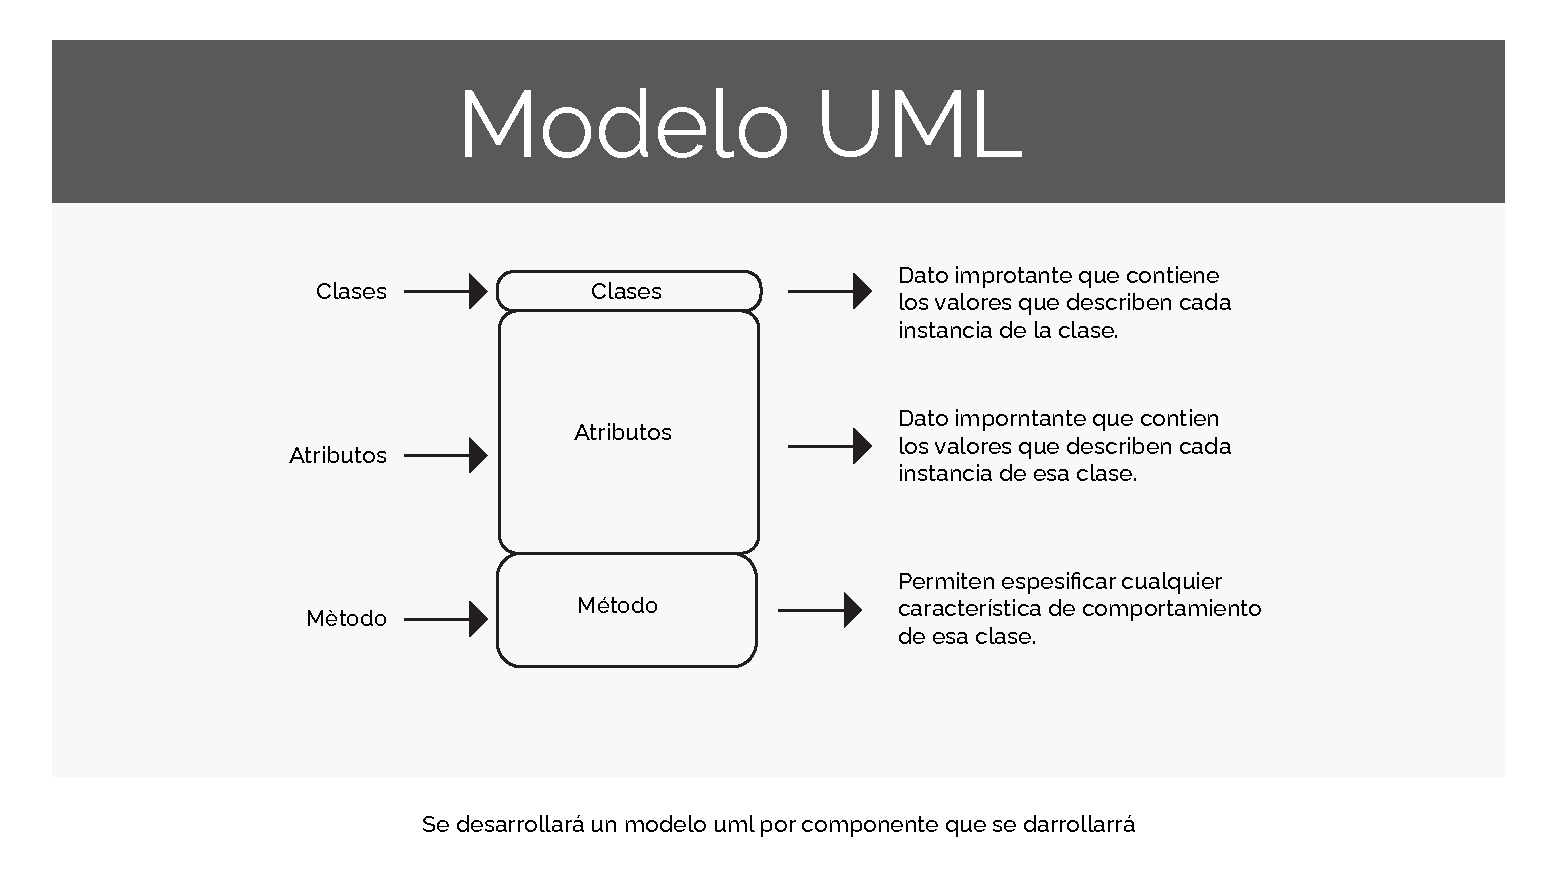 Modelo UML
Clases
Clases
Dato improtante que contiene
los valores que describen cada
instancia de la clase.
Atributos
Atributos
Dato imporntante que contien
los valores que describen cada
instancia de esa clase.
Mètodo
Método
Permiten espesificar cualquier
característica de comportamiento
de esa clase.
Se desarrollará un modelo uml por componente que se darrollarrá